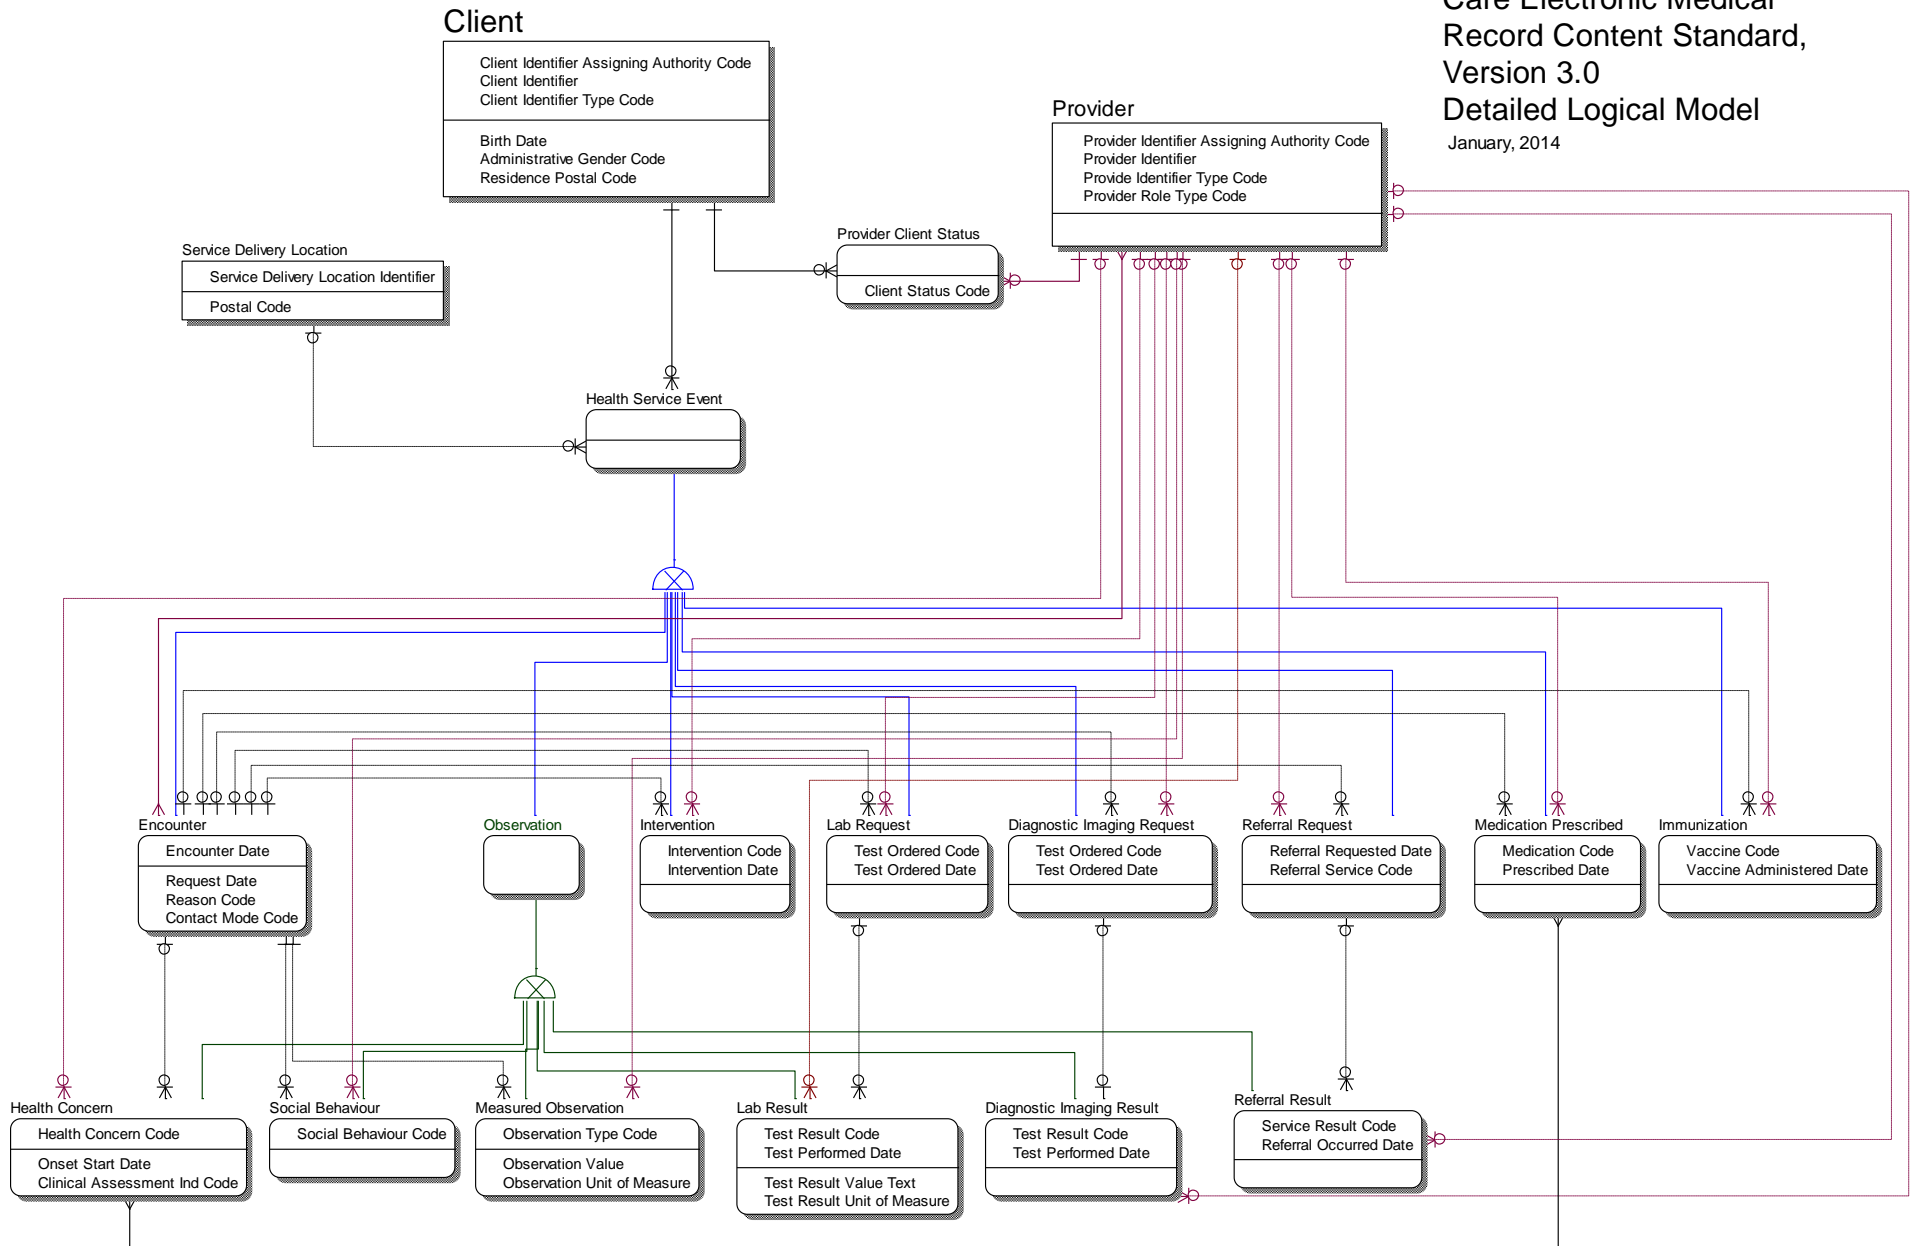 Care Electronic Medical
Record Content Standard,
Version 3.0
Detailed Logical Model
January, 2014
Client
Client Identifier Assigning Authority Code
Client Identifier
Client Identifier Type Code
Birth Date
Administrative Gender Code
Residence Postal Code
Provider
Provider Identifier Assigning Authority Code
Provider Identifier
Provide Identifier Type Code
Provider Role Type Code
Service Delivery Location
Service Delivery Location Identifier
Postal Code
Provider Client Status
Client Status Code
Health Service Event
Encounter
Encounter Date
Request Date
Reason Code
Contact Mode Code
Observation
Intervention
Intervention Code
Intervention Date
Lab Request
Test Ordered Code
Test Ordered Date
Diagnostic Imaging Request
Test Ordered Code
Test Ordered Date
Referral Request
Referral Requested Date
Referral Service Code
Medication Prescribed
Medication Code
Prescribed Date
Immunization
Vaccine Code
Vaccine Administered Date
Health Concern
Health Concern Code
Onset Start Date
Clinical Assessment Ind Code
Social Behaviour
Social Behaviour Code
Measured Observation
Observation Type Code
Observation Value
Observation Unit of Measure
Lab Result
Test Result Code
Test Performed Date
Test Result Value Text
Test Result Unit of Measure
Diagnostic Imaging Result
Test Result Code
Test Performed Date
Referral Result
Service Result Code
Referral Occurred Date